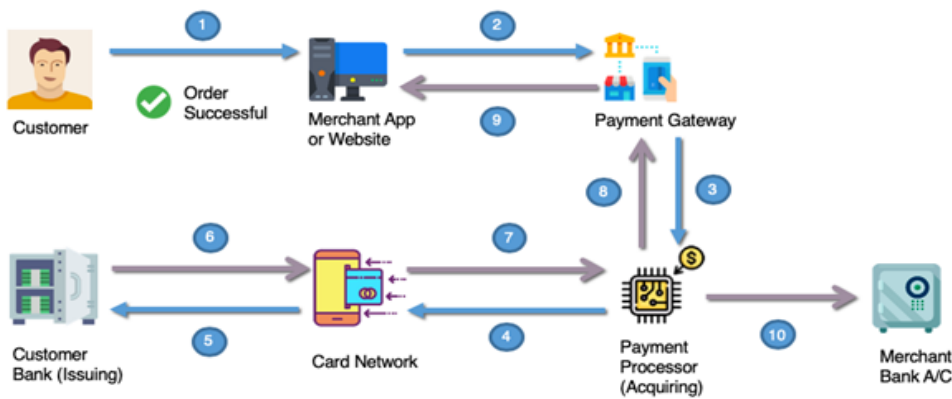 1
2
Order
Successful
Customer
Merchant App
or Website
9
Payment Gateway
8
3
6
7
$
5
4
10
Customer
Bank (Issuing)
Card Network
Payment
Processor
(Acquiring)
Merchant
Bank A/C